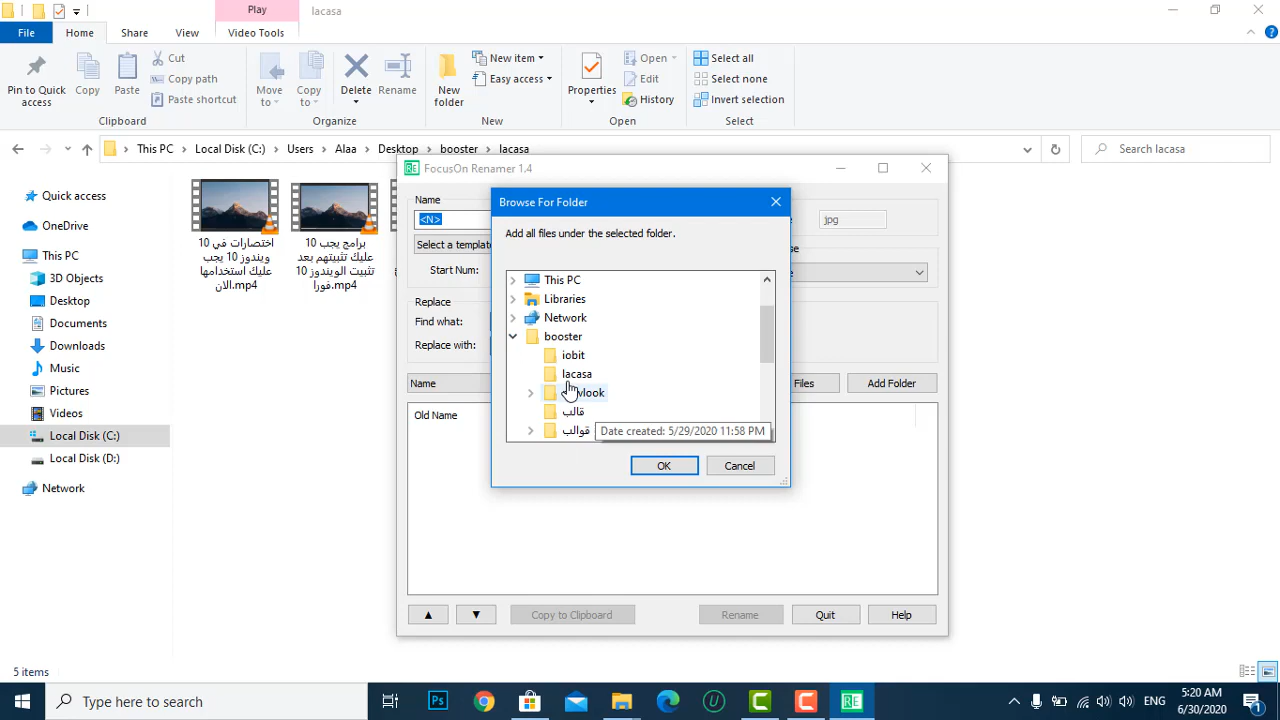 Play
lacasa
File
Home
Share
View
Video Tools
Pin to Quick access
Copy
Paste
Cut
Copy path
Paste shortcut
Move to
Copy to
Delete
Rename
New folder
New item
Easy access
Properties
Open
Edit
History
Select all
Select none
Invert selection
Clipboard
Organize
New
Open
Select
This PC
Local Disk (C:)
Users
Alaa
Desktop
booster
lacasa
Search lacasa
Quick access
OneDrive
This PC
3D Objects
Desktop
Documents
Downloads
Music
Pictures
Videos
Local Disk (C:)
Local Disk (D:)
Network
اختصارات في 10
ويندوز 10 يجب
عليك استخدامها
الان.mp4
برامج يجب 10
عليك تثبيتهم بعد
تثبيت الويندوز 10
فورا.mp4
RE FocusOn Renamer 1.4
Name
<N>
jpg
Select a templat
Start Num:
Replace
Find what:
Replace with:
Name
Files
Add Folder
Old Name
Copy to Clipboard
Rename
Quit
Help
Browse For Folder
Add all files under the selected folder.
This PC
Libraries
Network
booster
iobit
lacasa
قالب
قوالب
Date created: 5/29/2020 11:58 PM
OK
Cancel
5 items
Type here to search
Ps
RE
ENG
5:20 AM
6/30/2020
1